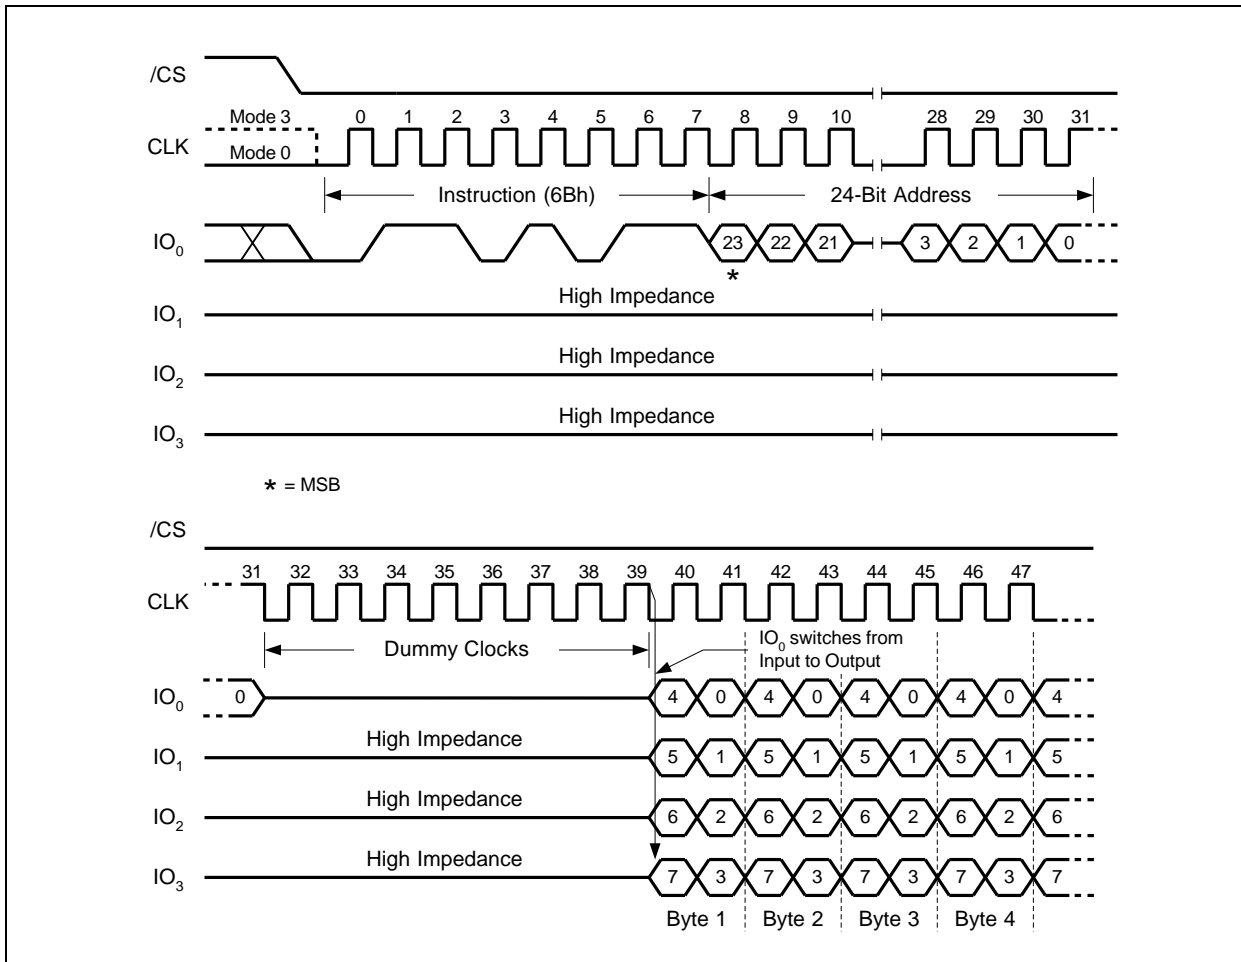 /CS
Mode 3 0 1 2 3 4 5 6 7 8 9 10 28 29 30 31
CLK
Mode 0
Instruction (6Bh) 24-Bit Address
IO0 23 22 21 3 2 1 0
*
High Impedance
IO1
High Impedance
IO2
High Impedance
IO3
* = MSB
/CS
31 32 33 34 35 36 37 38 39 40 41 42 43 44 45 46 47
CLK
Dummy Clocks
IO0 switches from
Input to Output
IO0 0 4 0 4 0 4 0 4 0 4
High Impedance
IO1 5 1 5 1 5 1 5 1 5
High Impedance
IO2 6 2 6 2 6 2 6 2 6
High Impedance
IO3 7 3 7 3 7 3 7 3 7
Byte 1 Byte 2 Byte 3 Byte 4